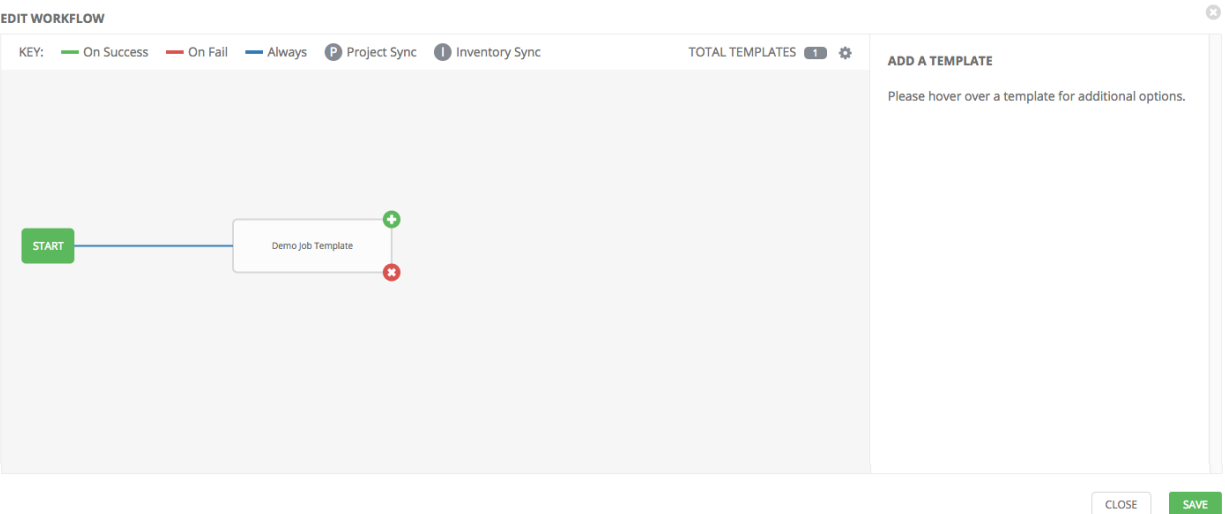 EDIT WORKFLOW
KEY: On Success On Fail Always P Project Sync I Inventory Sync TOTAL TEMPLATES 1
ADD A TEMPLATE
Please hover over a template for additional options.
START
Demo Job Template
CLOSE SAVE